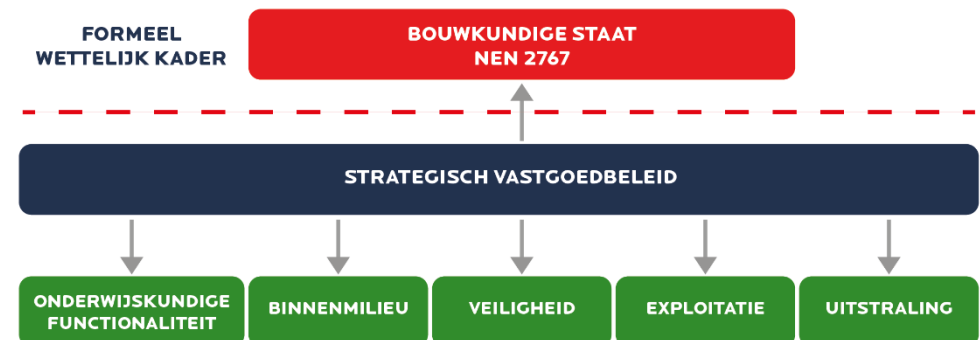 FORMEEL
WETTELIJK KADER
BOUWKUNDIGE STAAT
NEN 2767
STRATEGISCH VASTGOEDBELEID
ONDERWIJSKUNDIGE
FUNCTIONALITEIT
BINNENMILIEU
VEILIGHEID
EXPLOITATIE
UITSTRALING